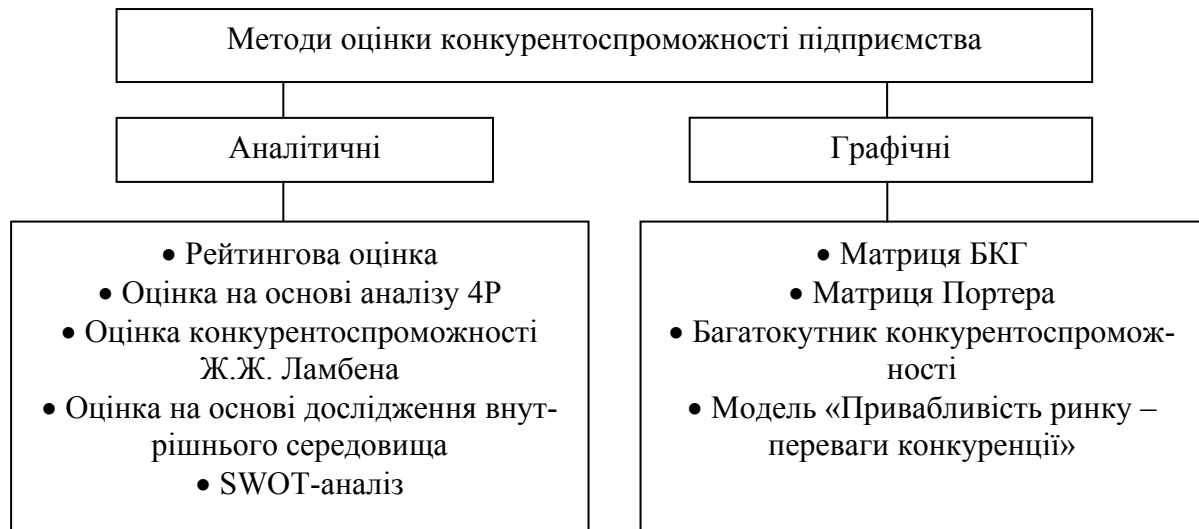 Методи оцінки конкурентоспроможності підприємства
Аналітичні
Графічні
• Рейтингова оцінка
• Оцінка на основі аналізу 4Р
• Оцінка конкурентоспроможності
Ж.Ж. Ламбена
• Оцінка на основі дослідження внут-
рішнього середовища
• SWOT-аналіз
• Матриця БКГ
• Матриця Портера
• Багатокутник конкурентоспромож-
ності
• Модель «Привабливість ринку –
переваги конкуренції»